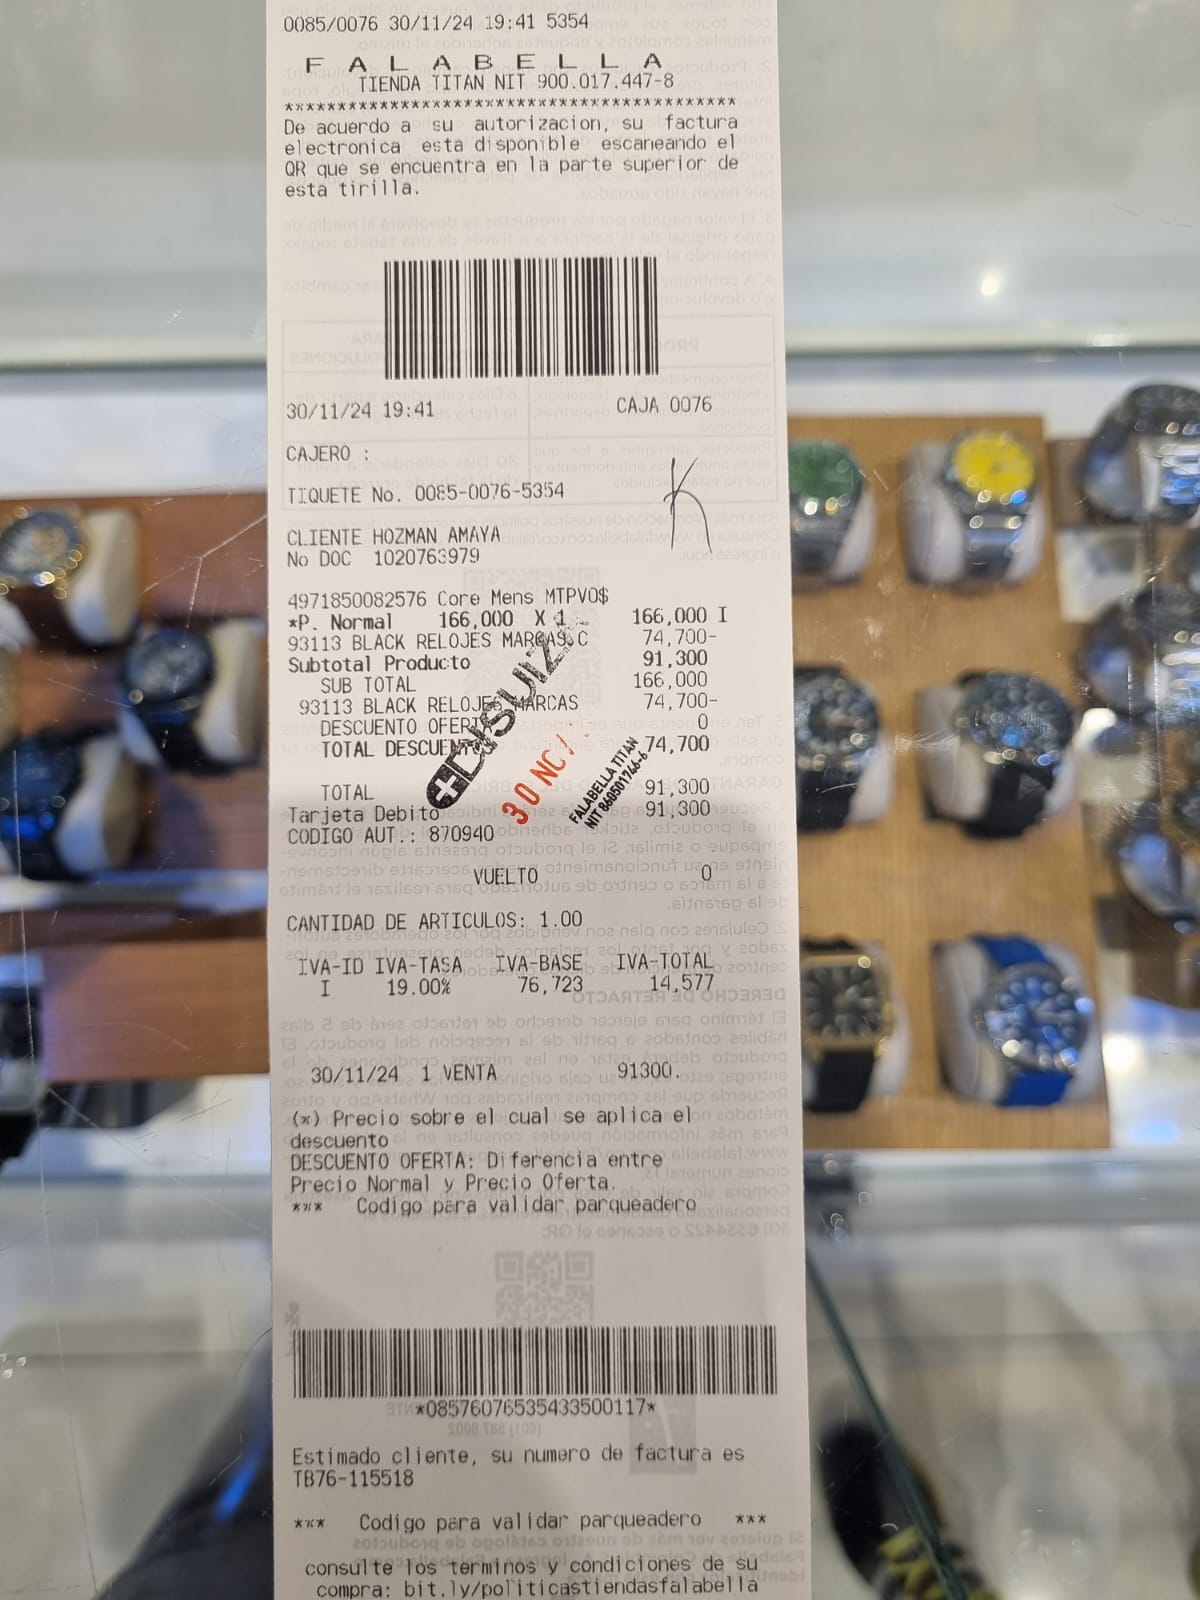 0085/0076 30/11/24 19:41 5354
F A L A B E L L A
TIENDA TITAN NIT 900.017.447-8
*******************************************
De acuerdo a su autorizacion, su factura
electronica esta disponible escaneando el
QR que se encuentra en la parte superior de
esta tirilla.
30/11/24 19:41 CAJA 0076
CAJERO :
TIQUETE No. 0085-0076-5354
CLIENTE HOZMAN AMAYA
No DOC 1020763979
4971850082576 Core Mens MTPVO$
*P. Normal 166,000 X 1 166,000 I
93113 BLACK RELOJES MARCAS C 74,700-
Subtotal Producto 91,300
SUB TOTAL 166,000
93113 BLACK RELOJES MARCAS 74,700-
DESCUENTO OFERTA 0
TOTAL DESCUENTO 74,700
TOTAL 91,300
Tarjeta Debito 91,300
CODIGO AUT.: 870940
FALABELLA TITAN
VUELTO 0
CANTIDAD DE ARTICULOS: 1.00
IVA-ID IVA-TASA IVA-BASE IVA-TOTAL
I 19.00% 76,723 14,577
30/11/24 1 VENTA 91300.
(*) Precio sobre el cual se aplica el
descuento
DESCUENTO OFERTA: Diferencia entre
Precio Normal y Precio Oferta.
*** Codigo para validar parqueadero
*08576076535433500117*
Estimado cliente, su numero de factura es
TB76-115518
*** Codigo para validar parqueadero ***
consulte los terminos y condiciones de su
compra: bit.ly/politicastiendasfalabella